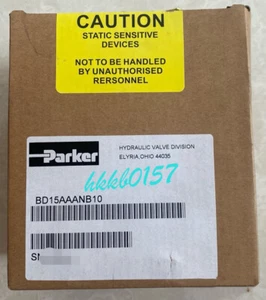 CAUTION
STATIC SENSITIVE
DEVICES
NOT TO BE HANDLED
BY UNAUTHORISED
RERSONNEL
Parker
HYDRAULIC VALVE DIVISION
ELYRIA,OHIO 44035
hkkb0157
BD15AAANB10
SN